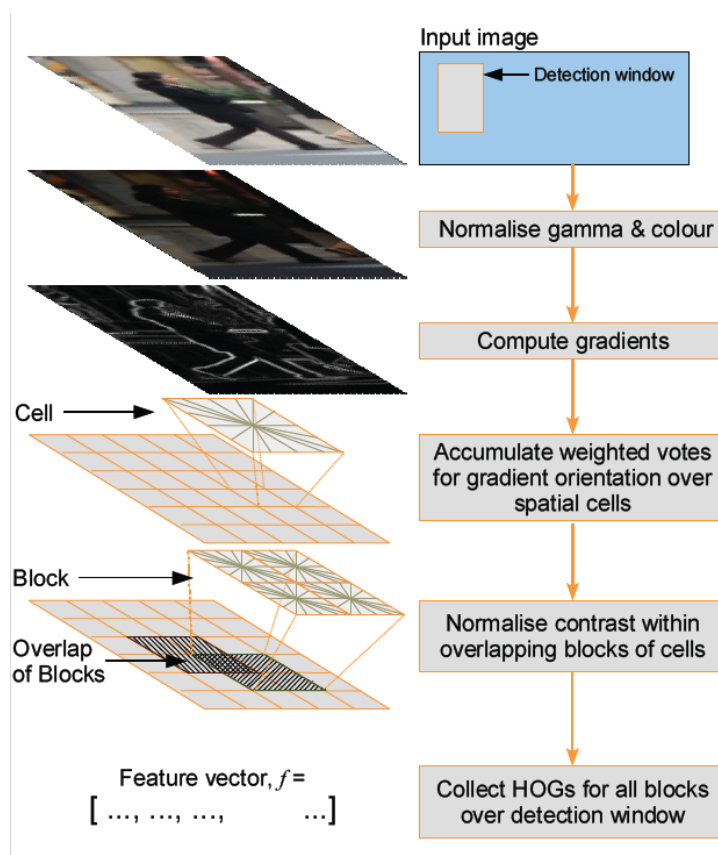 Input image
Detection window
Normalise gamma & colour
Compute gradients
Cell
Accumulate weighted votes
for gradient orientation over
spatial cells
Block
Normalise contrast within
overlapping blocks of cells
Overlap
of Blocks
Feature vector, f =
[ ..., ..., ..., ...]
Collect HOGs for all blocks
over detection window